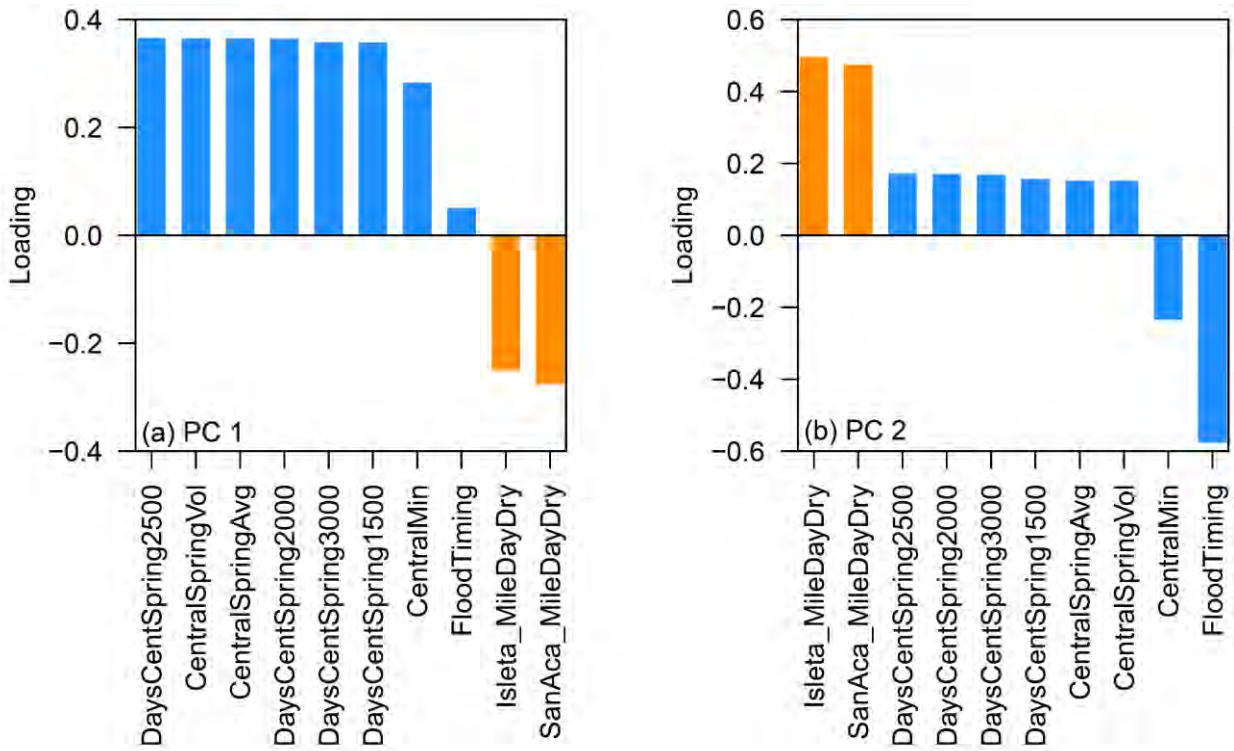 0.4
0.2
0.0
−0.2
−0.4
Loading
(a) PC 1
DaysCentSpring2500
CentralSpringVol
CentralSpringAvg
DaysCentSpring2000
DaysCentSpring3000
DaysCentSpring1500
CentralMin
FloodTiming
Isleta_MileDayDry
SanAca_MileDayDry
0.6
0.4
0.2
0.0
−0.2
−0.4
−0.6
Loading
(b) PC 2
Isleta_MileDayDry
SanAca_MileDayDry
DaysCentSpring2500
DaysCentSpring2000
DaysCentSpring3000
DaysCentSpring1500
CentralSpringAvg
CentralSpringVol
CentralMin
FloodTiming